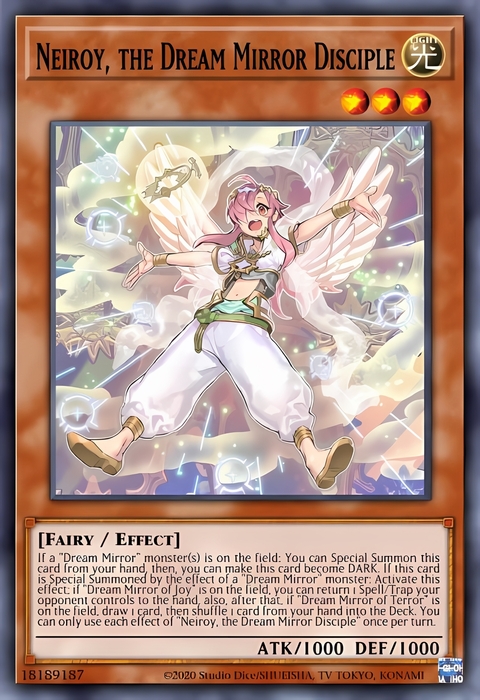 NEIROY, THE DREAM MIRROR DISCIPLE
LIGHT
光
[FAIRY / EFFECT]
If a "Dream Mirror" monster(s) is on the field: You can Special Summon this
card from your hand, then, you can make this card become DARK. If this card
is Special Summoned by the effect of a "Dream Mirror" monster: Activate this
effect; if "Dream Mirror of Joy" is on the field, you can return 1 Spell/Trap your
opponent controls to the hand, also, after that, if "Dream Mirror of Terror" is
on the field, draw 1 card, then shuffle 1 card from your hand into the Deck. You
can only use each effect of "Neiroy, the Dream Mirror Disciple" once per turn.
ATK/1000 DEF/1000
18189187
©2020 Studio Dice/SHUEISHA, TV TOKYO, KONAMI